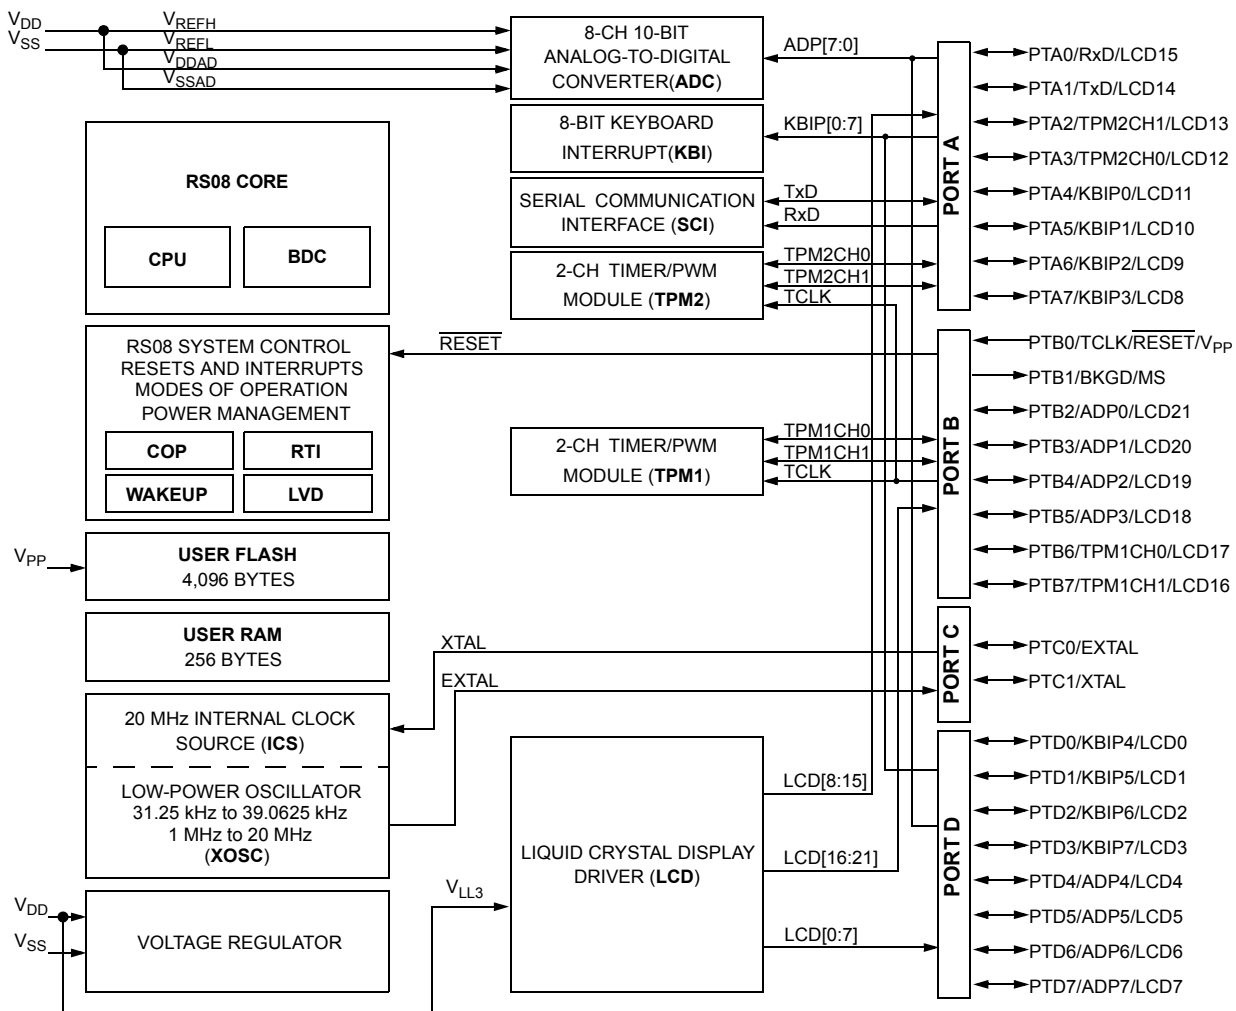 VDD
VSS
VREFH
VREFL
VDDAD
VSSAD
8-CH 10-BIT
ANALOG-TO-DIGITAL
CONVERTER(ADC)
ADP[7:0]
8-BIT KEYBOARD
INTERRUPT(KBI)
KBIP[0:7]
SERIAL COMMUNICATION
INTERFACE (SCI)
TxD
RxD
2-CH TIMER/PWM
MODULE (TPM2)
TPM2CH0
TPM2CH1
TCLK
PORT A
PTA0/RxD/LCD15
PTA1/TxD/LCD14
PTA2/TPM2CH1/LCD13
PTA3/TPM2CH0/LCD12
PTA4/KBIP0/LCD11
PTA5/KBIP1/LCD10
PTA6/KBIP2/LCD9
PTA7/KBIP3/LCD8
RS08 CORE
CPU
BDC
RS08 SYSTEM CONTROL
RESETS AND INTERRUPTS
MODES OF OPERATION
POWER MANAGEMENT
COP
RTI
WAKEUP
LVD
RESET
2-CH TIMER/PWM
MODULE (TPM1)
TPM1CH0
TPM1CH1
TCLK
PORT B
PTB0/TCLK/RESET/VPP
PTB1/BKGD/MS
PTB2/ADP0/LCD21
PTB3/ADP1/LCD20
PTB4/ADP2/LCD19
PTB5/ADP3/LCD18
PTB6/TPM1CH0/LCD17
PTB7/TPM1CH1/LCD16
VPP
USER FLASH
4,096 BYTES
USER RAM
256 BYTES
XTAL
EXTAL
PORT C
PTC0/EXTAL
PTC1/XTAL
20 MHz INTERNAL CLOCK
SOURCE (ICS)
LOW-POWER OSCILLATOR
31.25 kHz to 39.0625 kHz
1 MHz to 20 MHz
(XOSC)
VDD
VSS
VOLTAGE REGULATOR
VLL3
LIQUID CRYSTAL DISPLAY
DRIVER (LCD)
LCD[8:15]
LCD[16:21]
LCD[0:7]
PORT D
PTD0/KBIP4/LCD0
PTD1/KBIP5/LCD1
PTD2/KBIP6/LCD2
PTD3/KBIP7/LCD3
PTD4/ADP4/LCD4
PTD5/ADP5/LCD5
PTD6/ADP6/LCD6
PTD7/ADP7/LCD7